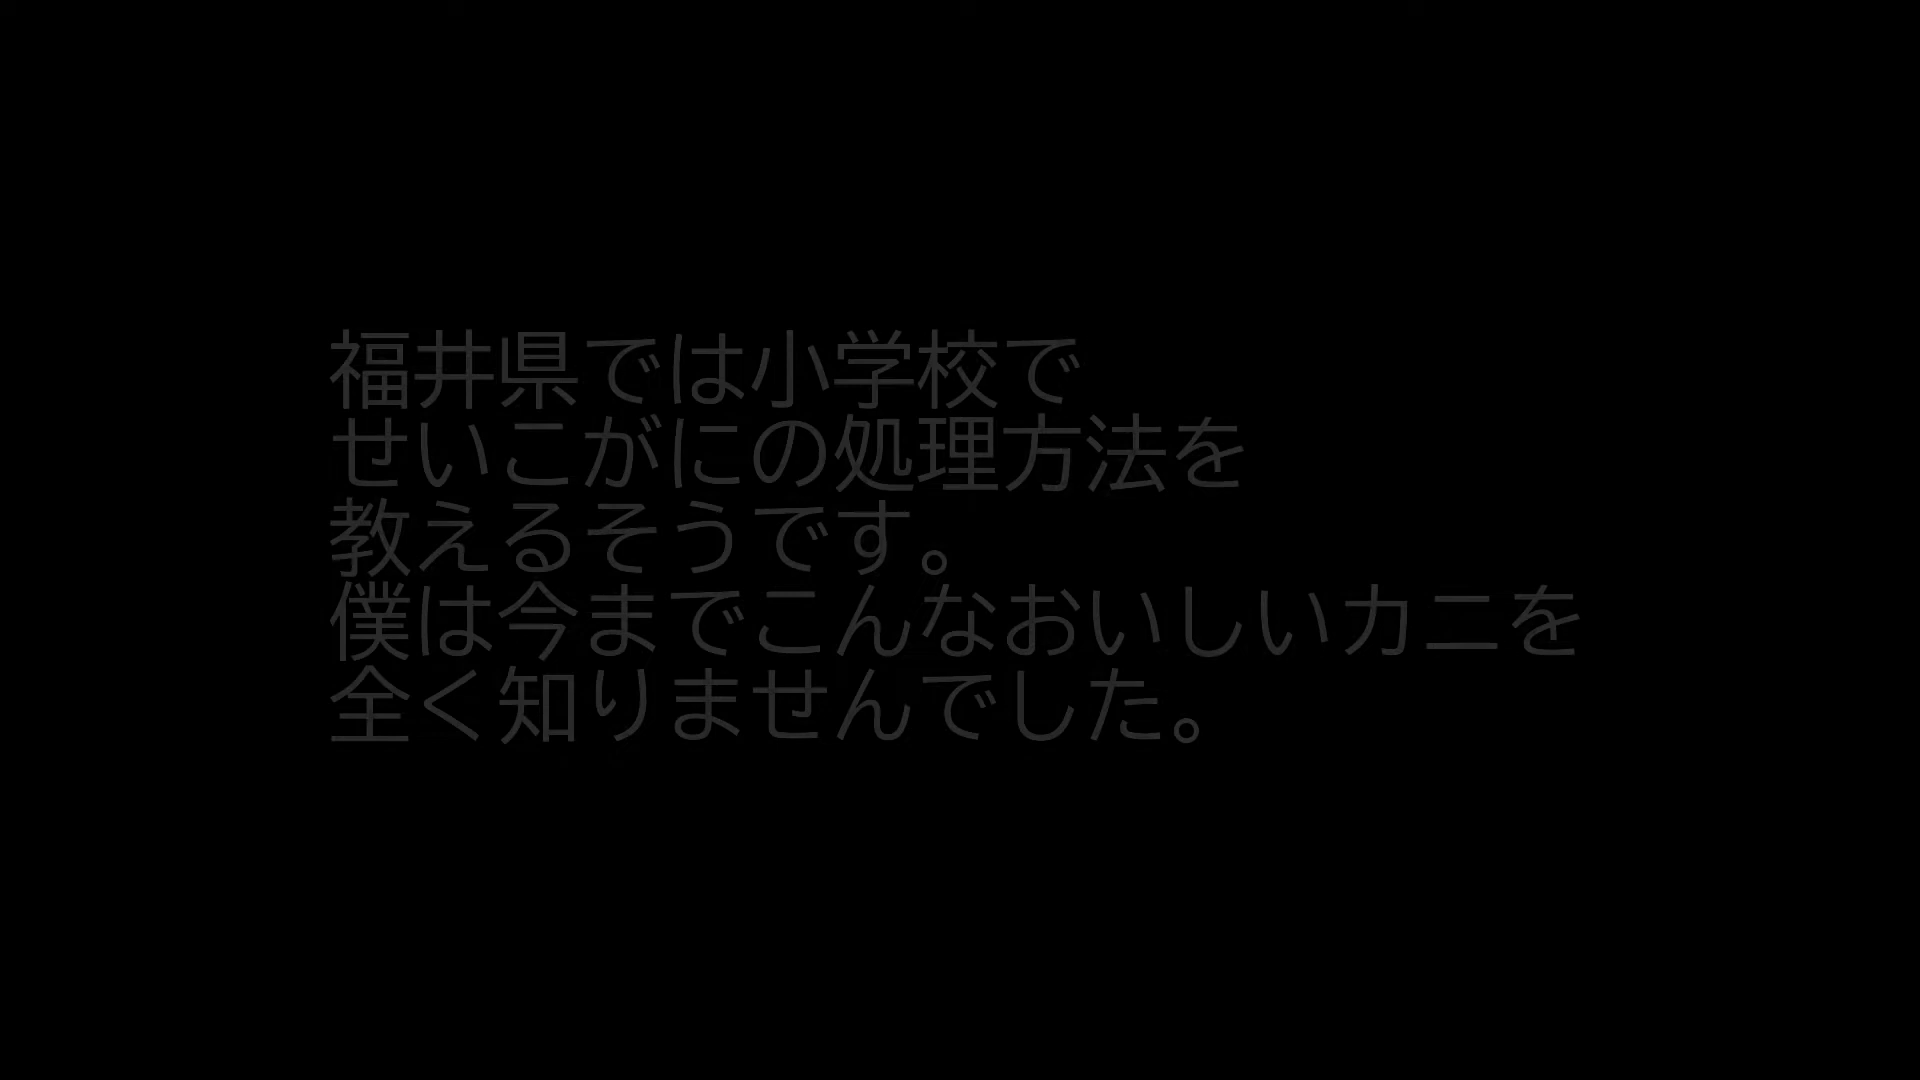 福井県では小学校で
せいこがにの処理方法を
教えるそうです。
僕は今までこんなおいしいカニを
全く知りませんでした。